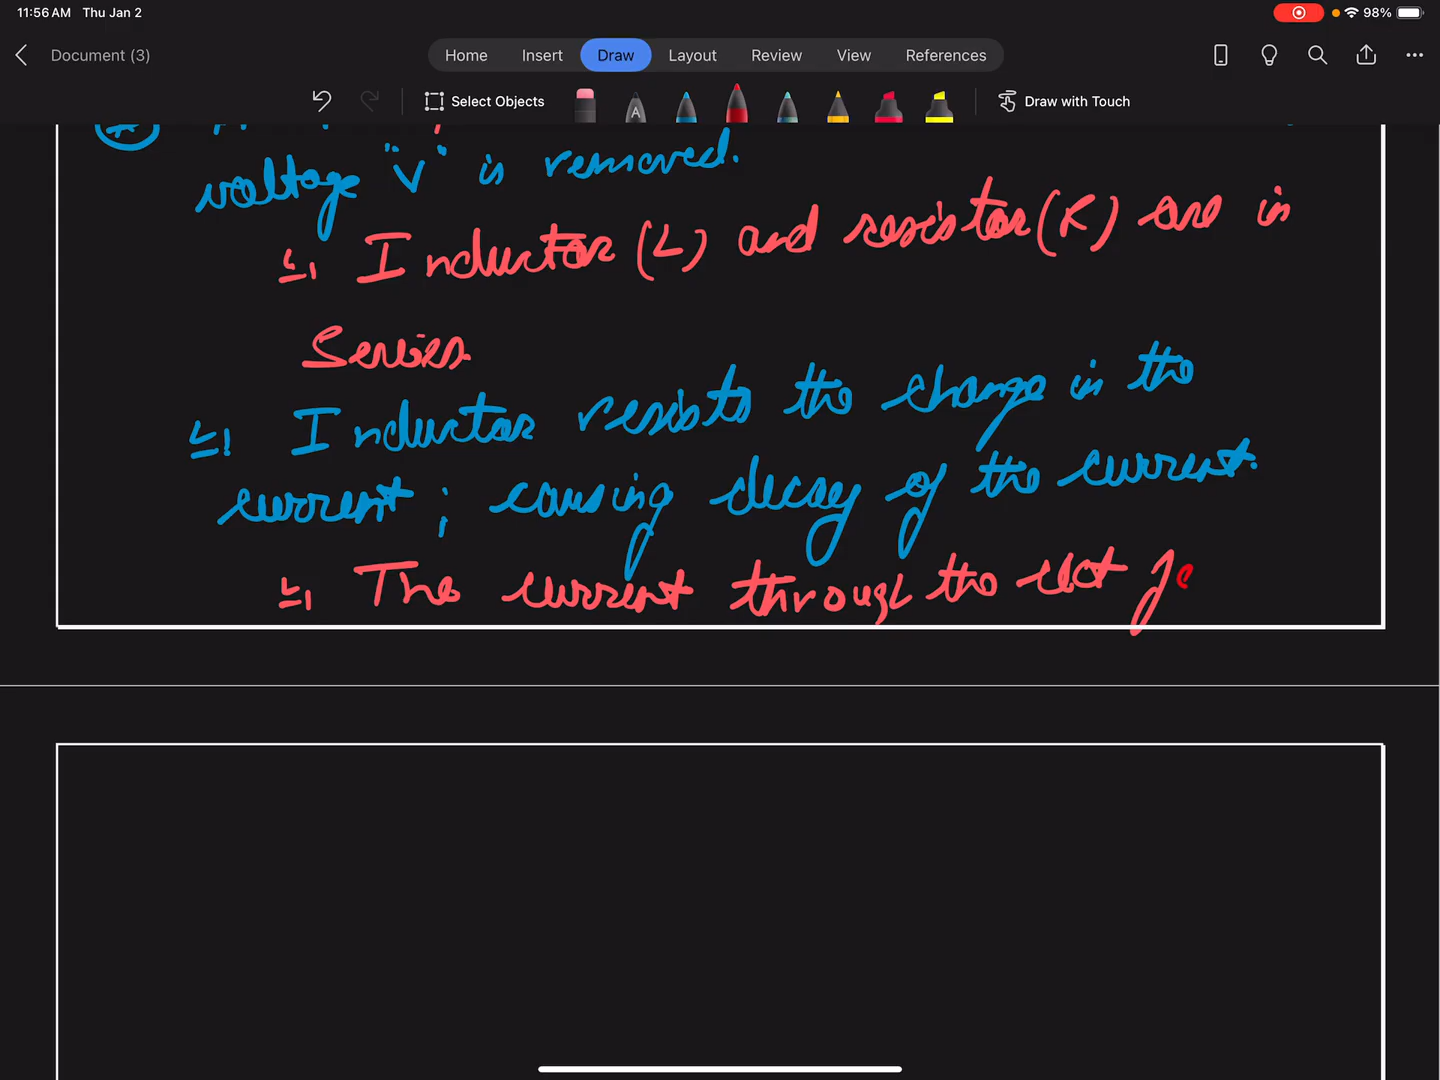 11:56 AM Thu Jan 2 98%
Document (3) Home Insert Draw Layout Review View References
Select Objects A Draw with Touch
voltage "V" is removed.
↳ Inductor (L) and resistor (R) are in
Series.
↳ Inductor resists the change in the
current ; causing decay of the current.
↳ The current through the ckt